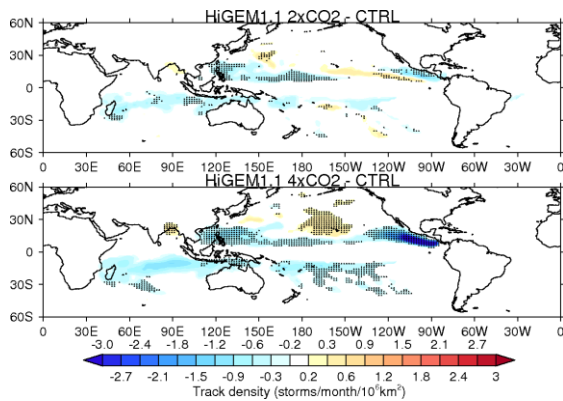 HiGEM1.1 2xCO2 - CTRL
60N
30N
0
30S
60S
0 30E 60E 90E 120E 150E 180 150W 120W 90W 60W 30W 0
HiGEM1.1 4xCO2 - CTRL
60N
30N
0
30S
60S
0 30E 60E 90E 120E 150E 180 150W 120W 90W 60W 30W 0
-3.0 -2.4 -1.8 -1.2 -0.6 -0.2 0.3 0.9 1.5 2.1 2.7
-2.7 -2.1 -1.5 -0.9 -0.3 0.2 0.6 1.2 1.8 2.4 3
Track density (storms/month/10⁶km²)